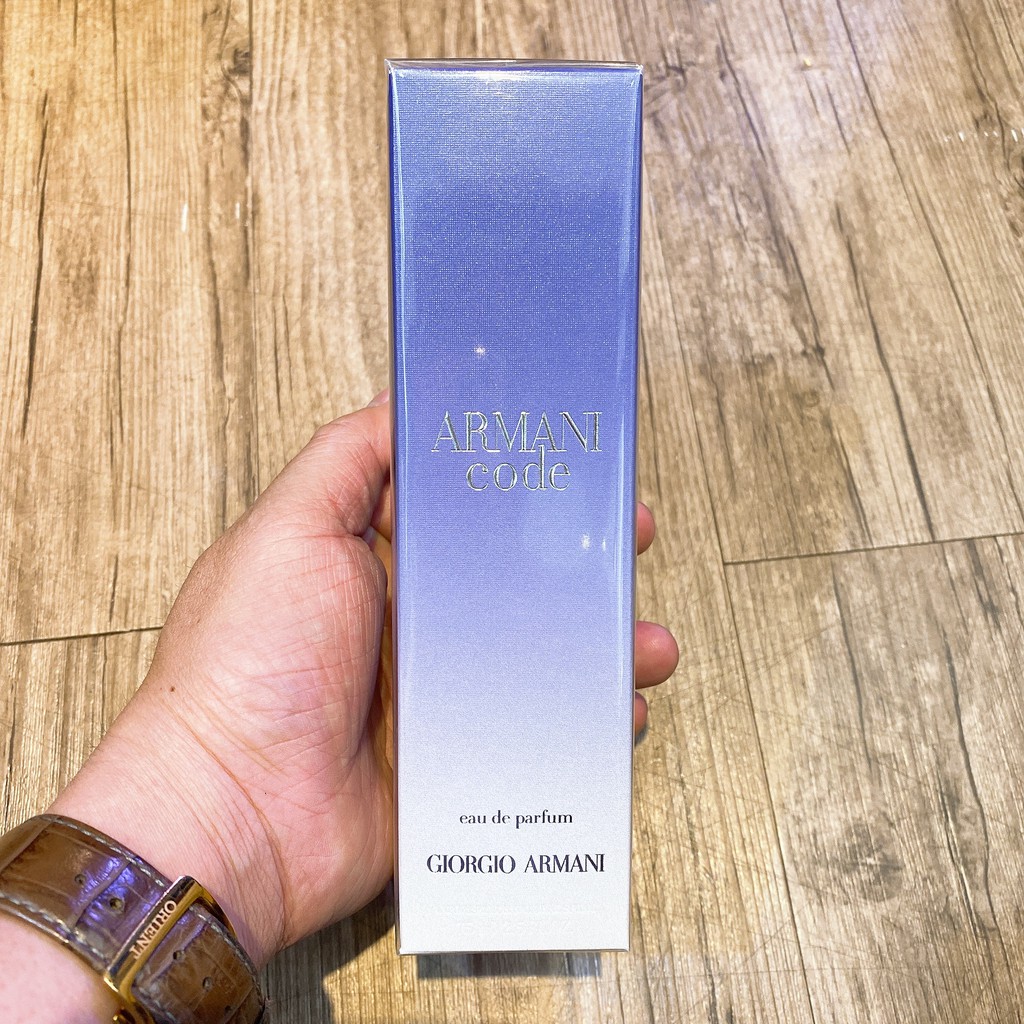 ARMANI
code
eau de parfum
GIORGIO ARMANI
ORIENT